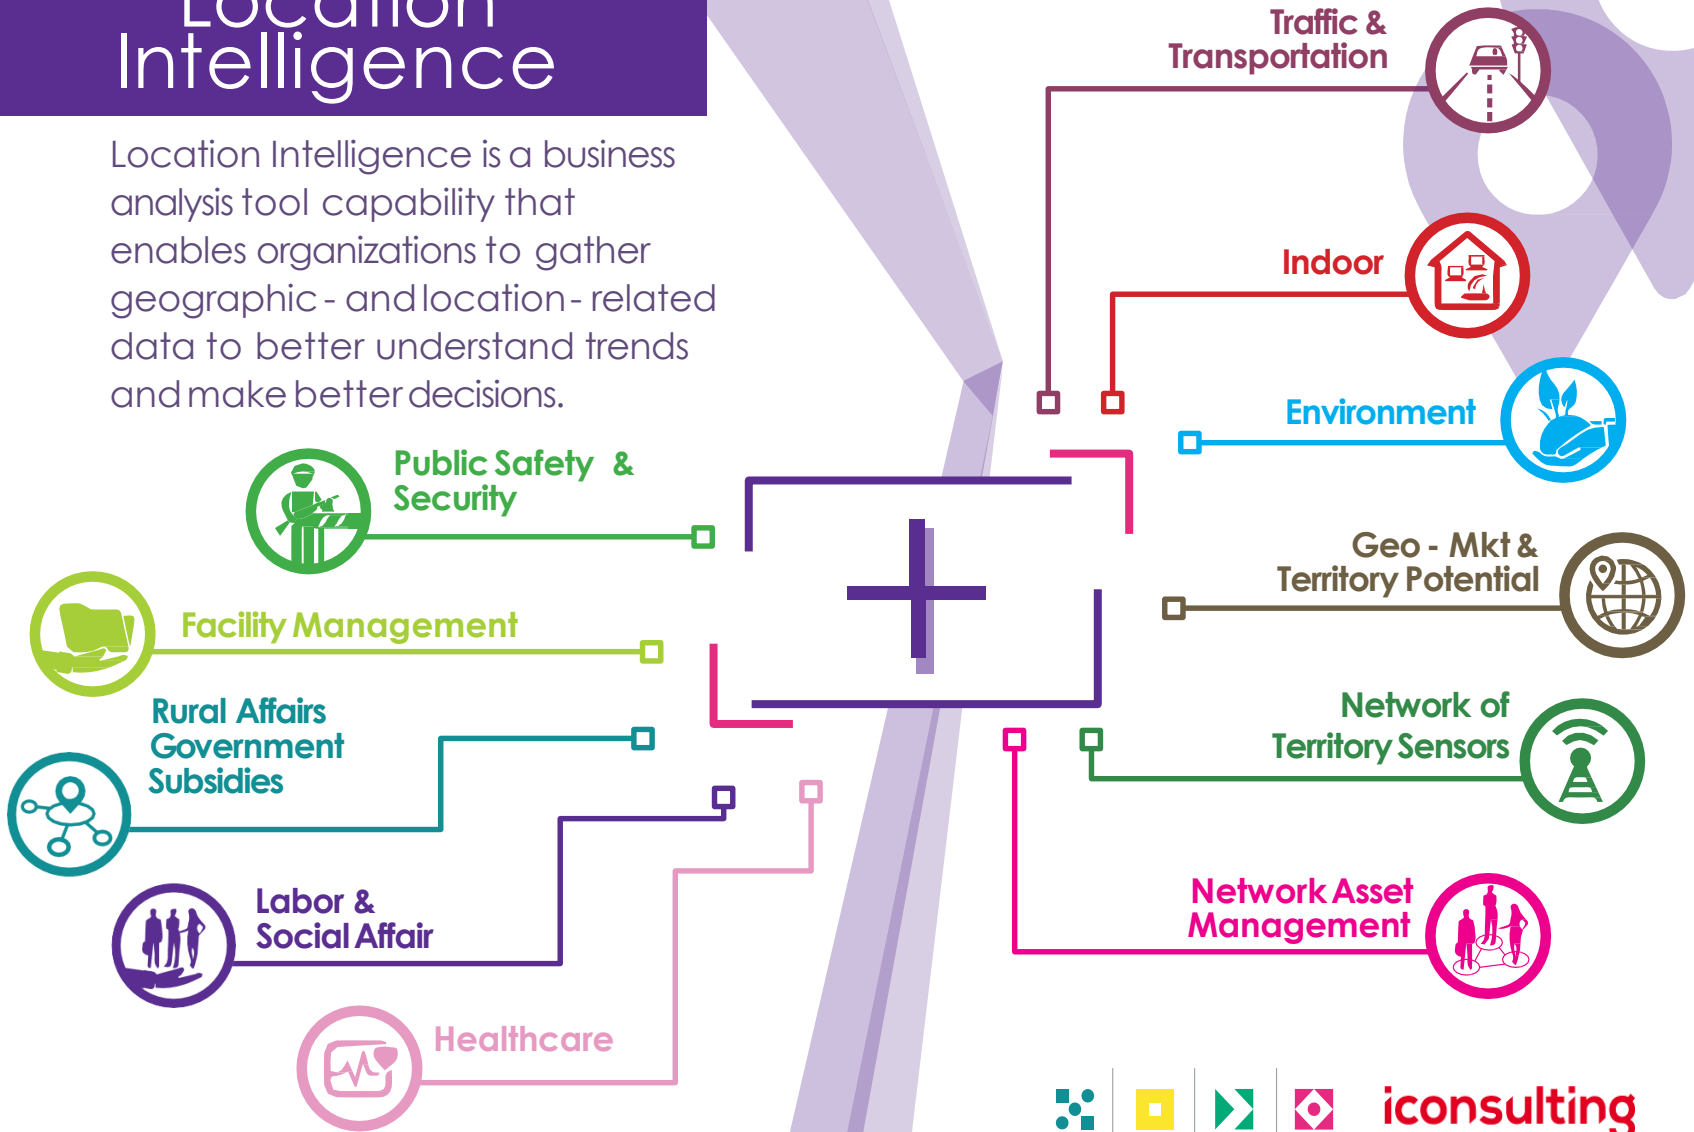 Location
Intelligence
Location Intelligence is a business
analysis tool capability that
enables organizations to gather
geographic - and location - related
data to better understand trends
and make better decisions.
Public Safety &
Security
Facility Management
Rural Affairs
Government
Subsidies
Labor &
Social Affair
Healthcare
Traffic &
Transportation
Indoor
Environment
Geo - Mkt &
Territory Potential
Network of
Territory Sensors
Network Asset
Management
iconsulting